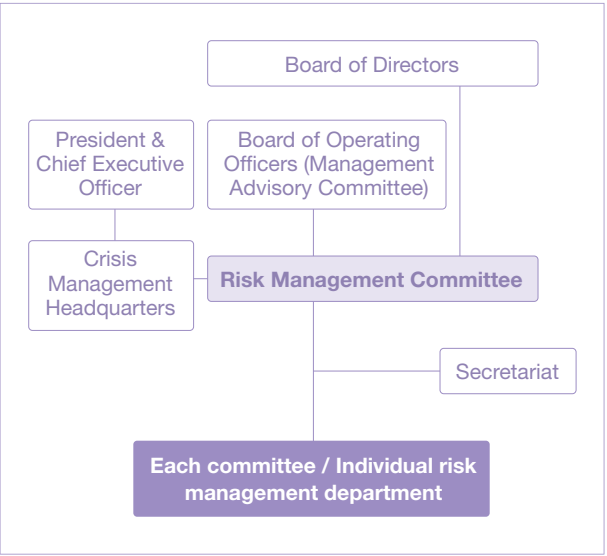 Board of Directors
President &
Chief Executive
Officer
Board of Operating
Officers (Management
Advisory Committee)
Crisis
Management
Headquarters
Risk Management Committee
Secretariat
Each committee / Individual risk
management department